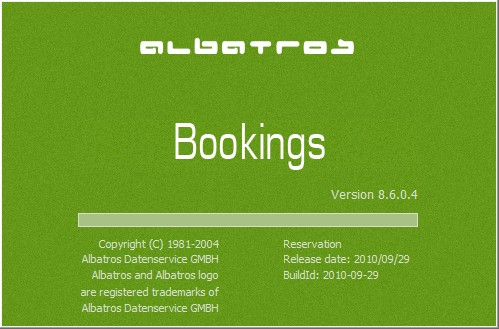 albatros
Bookings
Version 8.6.0.4
Copyright (C) 1981-2004
Albatros Datenservice GMBH
Albatros and Albatros logo
are registered trademarks of
Albatros Datenservice GMBH
Reservation
Release date: 2010/09/29
BuildId: 2010-09-29